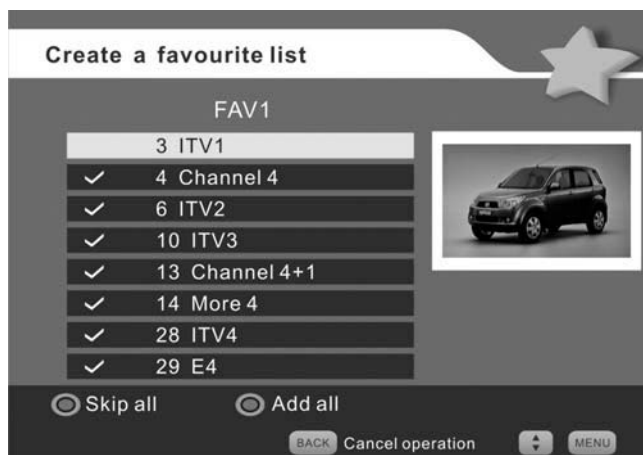 Create a favourite list
FAV1
3 ITV1
4 Channel 4
6 ITV2
10 ITV3
13 Channel 4+1
14 More 4
28 ITV4
29 E4
Skip all Add all
BACK Cancel operation MENU